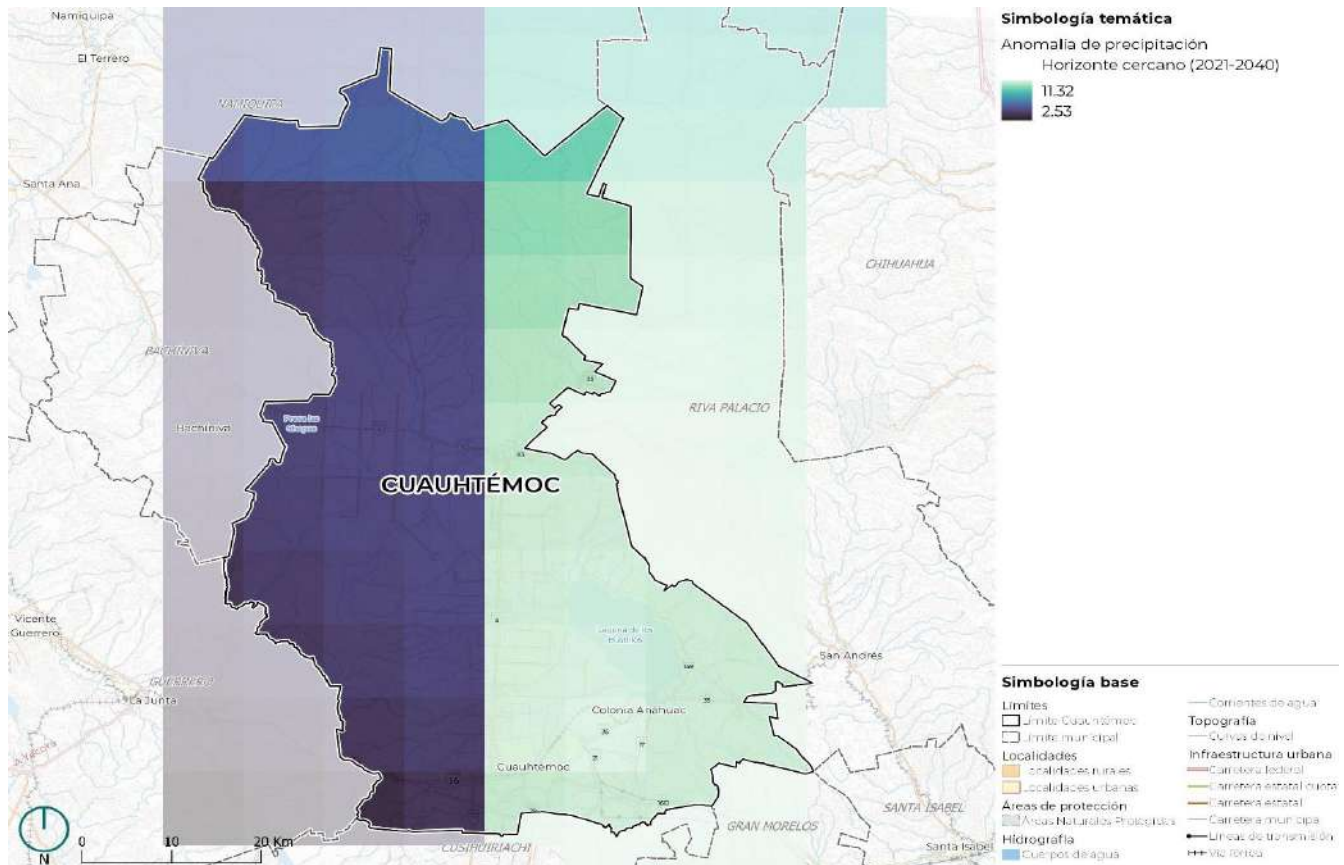 Namiquipa
El Terrero
NAMIQUIPA
Santa Ana
CHIHUAHUA
BACHÍNIVA
Bachíniva
RIVA PALACIO
CUAUHTÉMOC
Vicente
Guerrero
GUERRERO
La Junta
Laguna de los
San Andrés
Colonia Anáhuac
Cuauhtémoc
SANTA ISABEL
GRAN MORELOS
CUSIHUIRIACHI
Santa Isabel
0 10 20 Km
N
Simbología temática
Anomalía de precipitación
Horizonte cercano (2021-2040)
11.32
2.53
Simbología base
Límites
Límite Cuauhtémoc
Límite municipal
Localidades
Localidades rurales
Localidades urbanas
Áreas de protección
Áreas Naturales Protegidas
Hidrografía
Cuerpos de agua
Corrientes de agua
Topografía
Curvas de nivel
Infraestructura urbana
Carretera federal
Carretera estatal cuota
Carretera estatal
Carretera municipal
Líneas de transmisión
Vía férrea